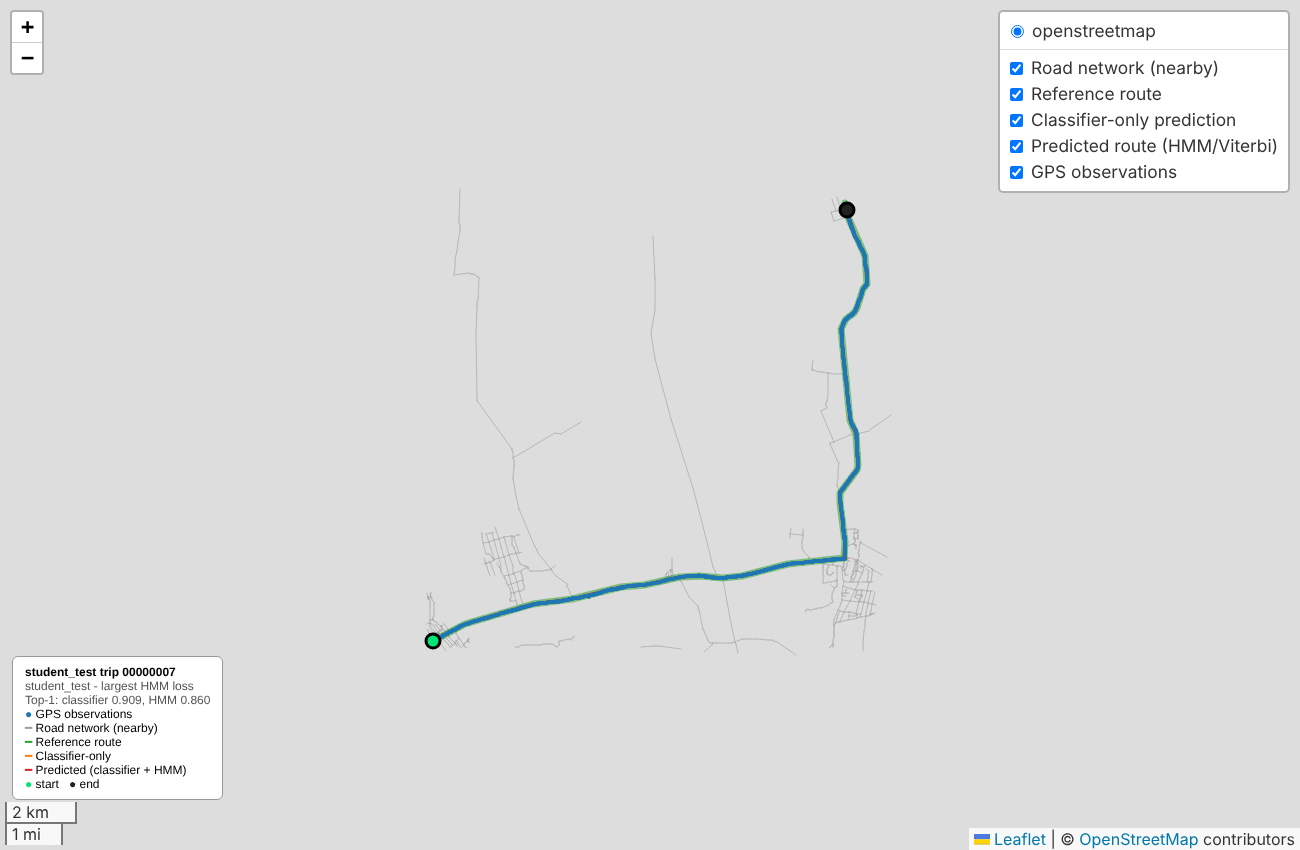 +
−
openstreetmap
Road network (nearby)
Reference route
Classifier-only prediction
Predicted route (HMM/Viterbi)
GPS observations
student_test trip 00000007
student_test - largest HMM loss
Top-1: classifier 0.909, HMM 0.860
GPS observations
Road network (nearby)
Reference route
Classifier-only
Predicted (classifier + HMM)
start end
2 km
1 mi
Leaflet | © OpenStreetMap contributors